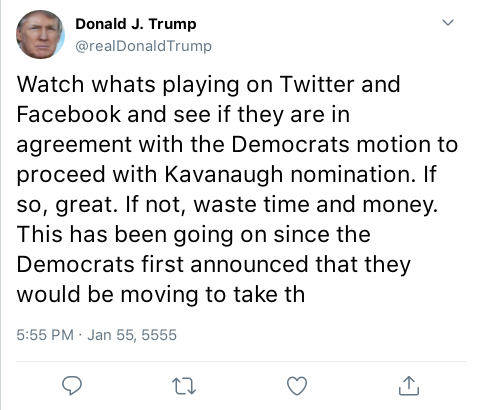 Donald J. Trump
@realDonaldTrump
Watch whats playing on Twitter and
Facebook and see if they are in
agreement with the Democrats motion to
proceed with Kavanaugh nomination. If
so, great. If not, waste time and money.
This has been going on since the
Democrats first announced that they
would be moving to take th
5:55 PM · Jan 55, 5555